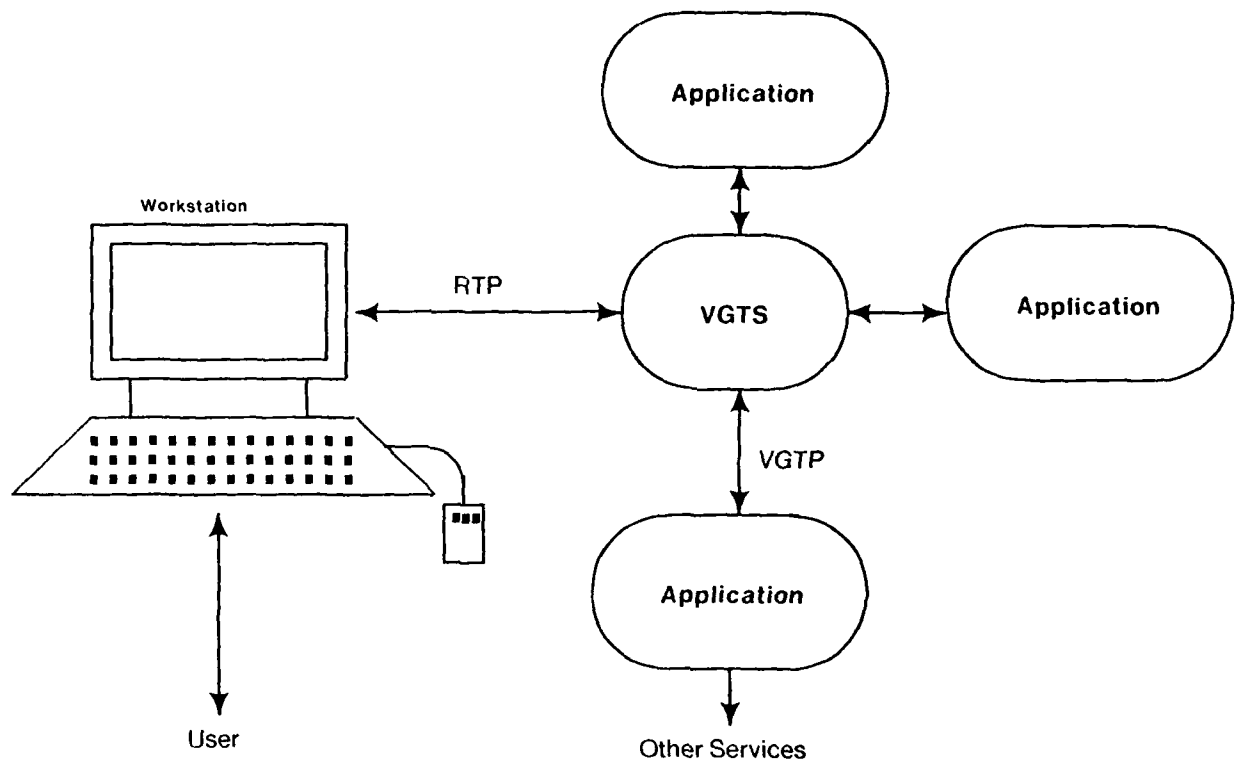 Application
Workstation
RTP
VGTS
Application
VGTP
Application
User
Other Services